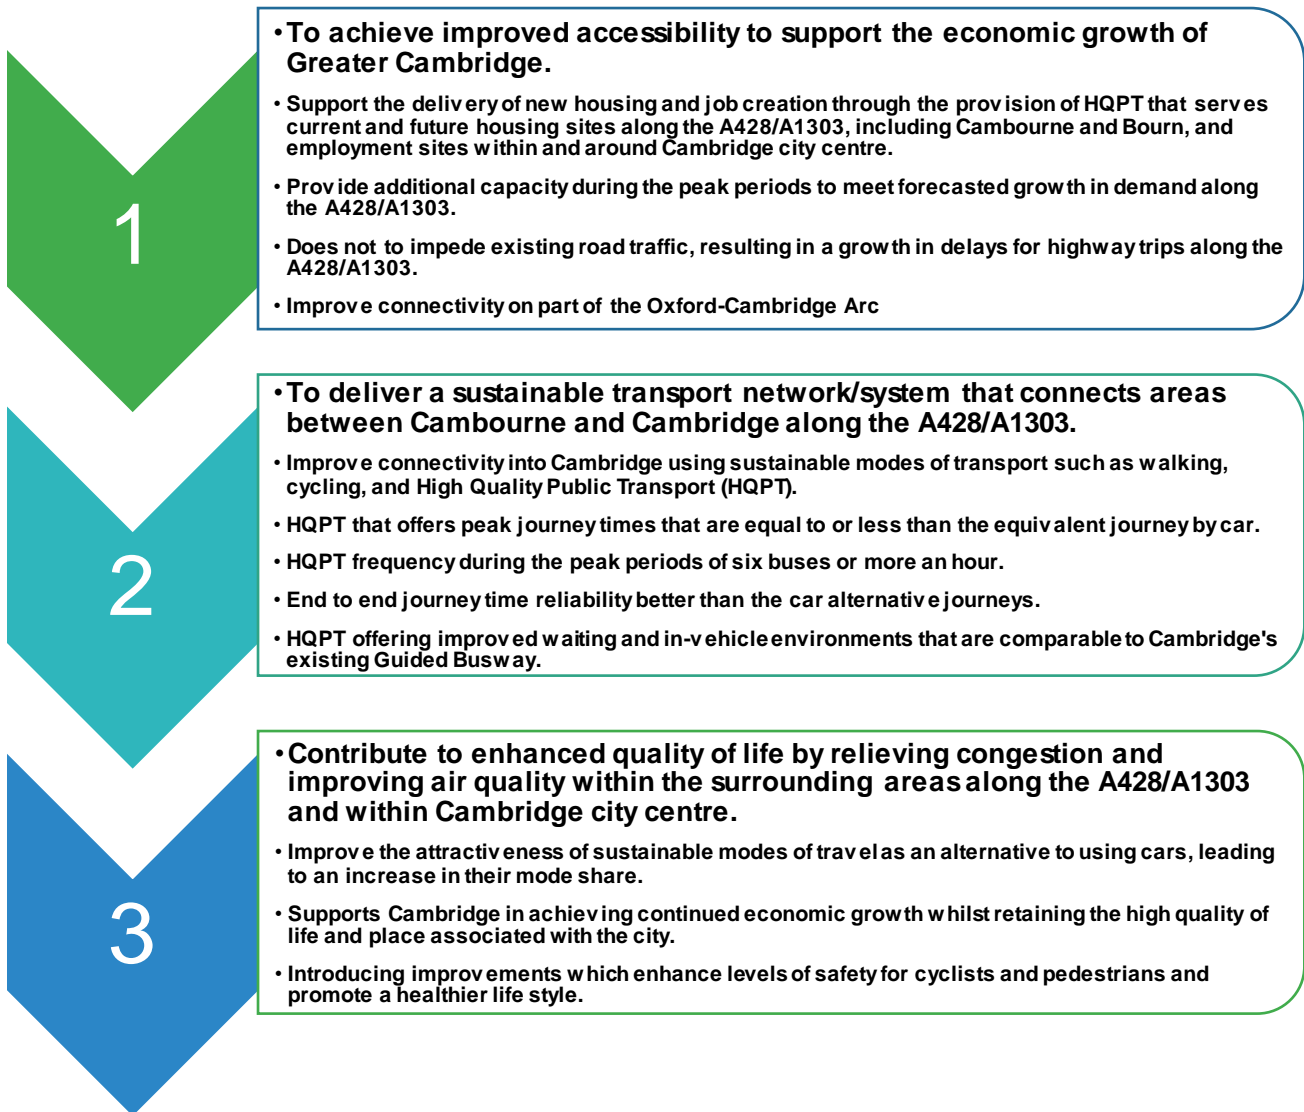 1
•To achieve improved accessibility to support the economic growth of
Greater Cambridge.
• Support the delivery of new housing and job creation through the provision of HQPT that serves
current and future housing sites along the A428/A1303, including Cambourne and Bourn, and
employment sites within and around Cambridge city centre.
• Provide additional capacity during the peak periods to meet forecasted growth in demand along
the A428/A1303.
• Does not to impede existing road traffic, resulting in a growth in delays for highway trips along the
A428/A1303.
• Improve connectivity on part of the Oxford-Cambridge Arc
2
•To deliver a sustainable transport network/system that connects areas
between Cambourne and Cambridge along the A428/A1303.
• Improve connectivity into Cambridge using sustainable modes of transport such as walking,
cycling, and High Quality Public Transport (HQPT).
• HQPT that offers peak journey times that are equal to or less than the equivalent journey by car.
• HQPT frequency during the peak periods of six buses or more an hour.
• End to end journey time reliability better than the car alternative journeys.
• HQPT offering improved waiting and in-vehicle environments that are comparable to Cambridge's
existing Guided Busway.
3
•Contribute to enhanced quality of life by relieving congestion and
improving air quality within the surrounding areas along the A428/A1303
and within Cambridge city centre.
• Improve the attractiveness of sustainable modes of travel as an alternative to using cars, leading
to an increase in their mode share.
• Supports Cambridge in achieving continued economic growth whilst retaining the high quality of
life and place associated with the city.
• Introducing improvements which enhance levels of safety for cyclists and pedestrians and
promote a healthier life style.